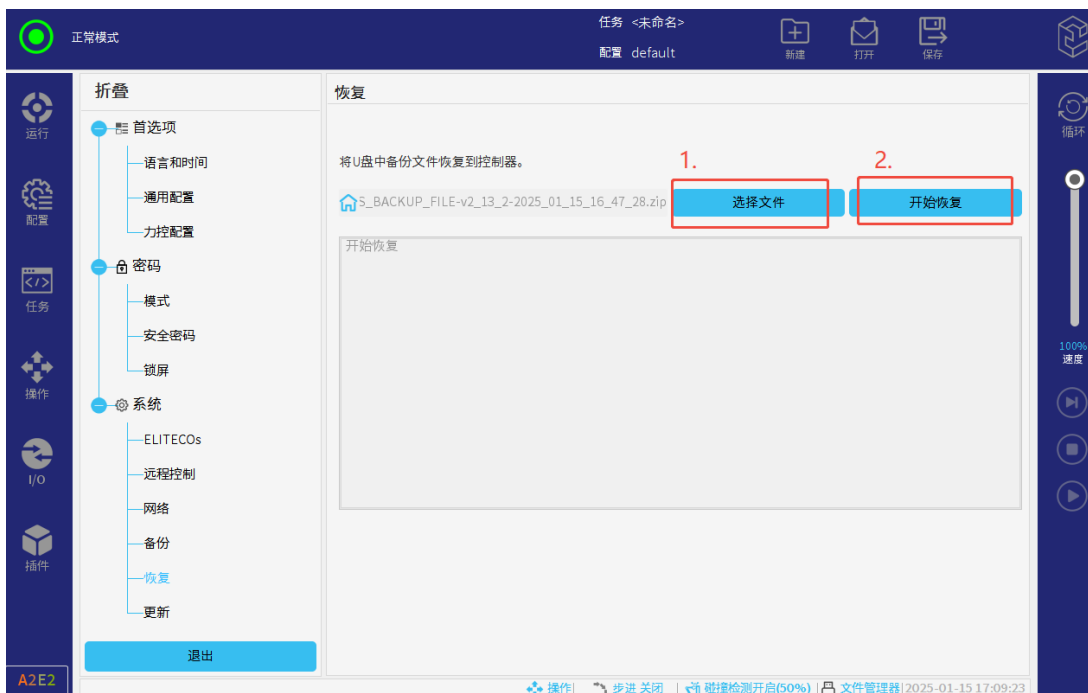 正常模式
任务 <未命名>
配置 default
新建
打开
保存
运行
配置
任务
操作
I/O
插件
A2E2
折叠
首选项
语言和时间
通用配置
力控配置
密码
模式
安全密码
锁屏
系统
ELITECOs
远程控制
网络
备份
恢复
更新
退出
恢复
将U盘中备份文件恢复到控制器。
1.
2.
S_BACKUP_FILE-v2_13_2-2025_01_15_16_47_28.zip 选择文件 开始恢复
开始恢复
循环
100%
速度
操作| 步进 关闭 | 碰撞检测开启(50%) | 文件管理器|2025-01-15 17:09:23